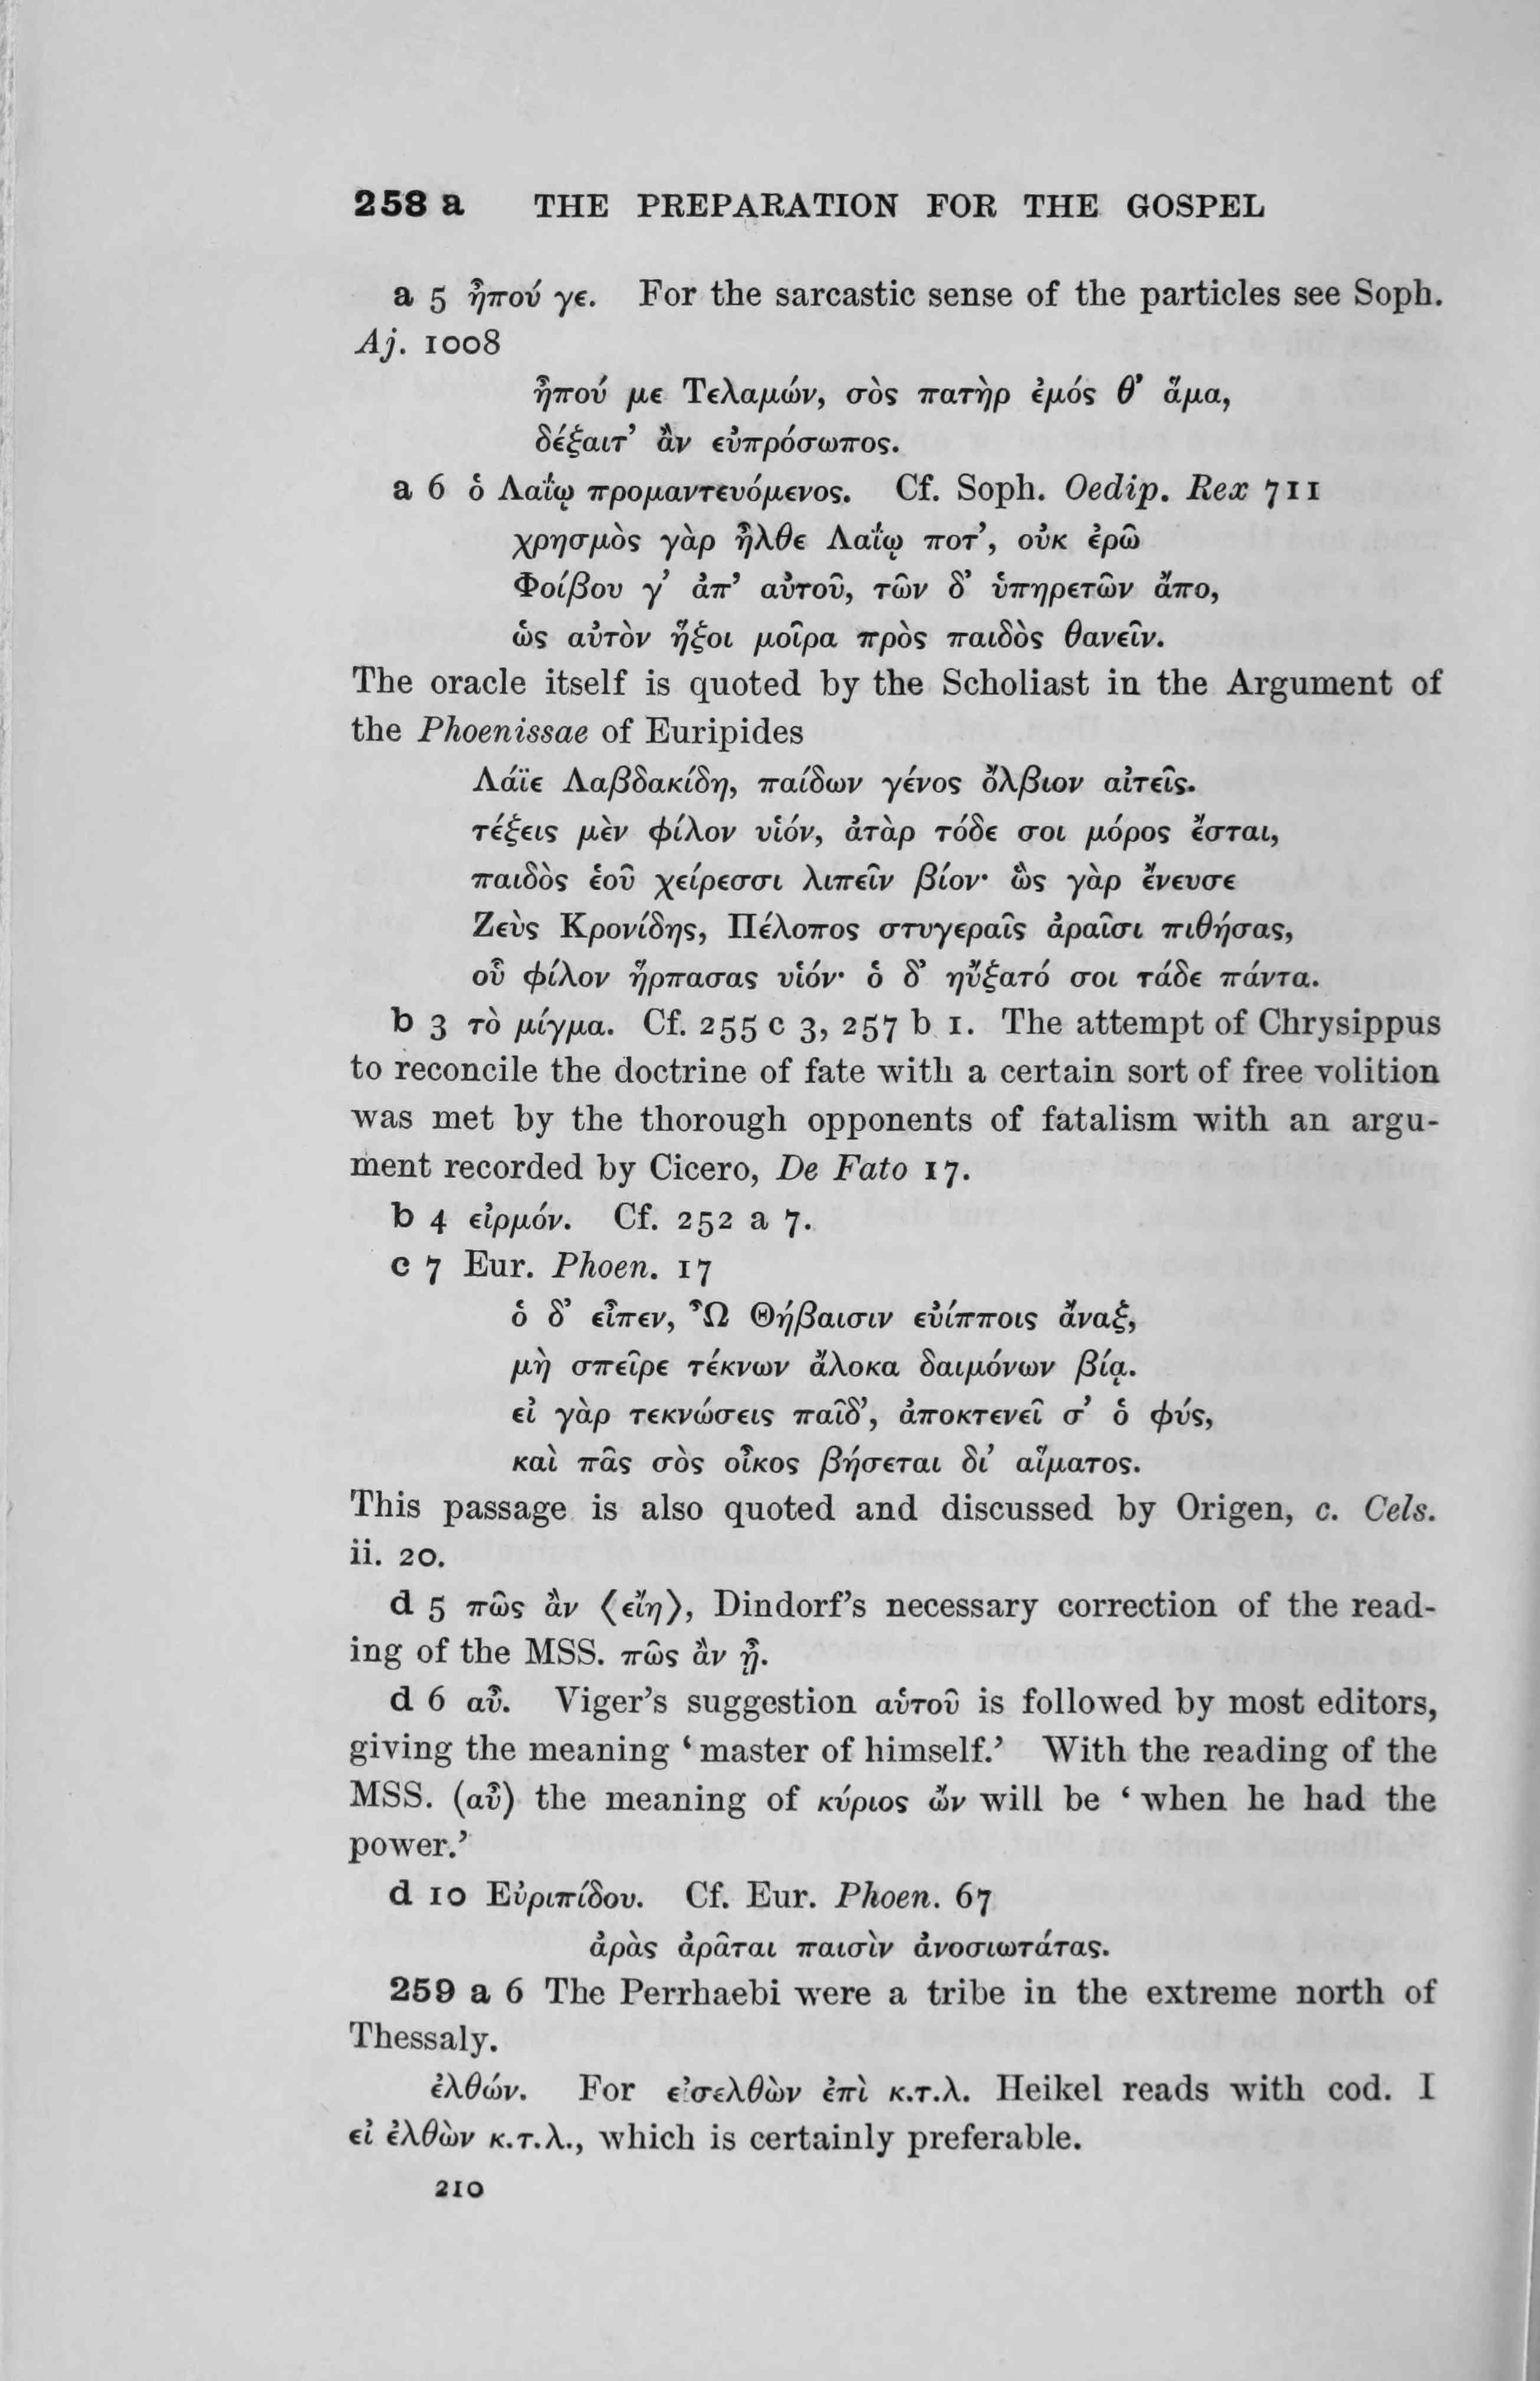 258 a THE PREPARATION FOR THE GOSPEL
a 5 ἦπού γε. For the sarcastic sense of the particles see Soph.
Aj. 1008
ἦπού με Τελαμών, σὸς πατὴρ ἐμός θ’ ἅμα,
δέξαιτ’ ἂν εὐπρόσωπος.
a 6 ὁ Λαΐῳ προμαντευόμενος. Cf. Soph. Oedip. Rex 711
χρησμὸς γὰρ ἦλθε Λαΐῳ ποτ’, οὐκ ἐρῶ
Φοίβου γ’ ἀπ’ αὐτοῦ, τῶν δ’ ὑπηρετῶν ἄπο,
ὡς αὐτὸν ἥξοι μοῖρα πρὸς παιδὸς θανεῖν.
The oracle itself is quoted by the Scholiast in the Argument of
the Phoenissae of Euripides
Λάϊε Λαβδακίδη, παίδων γένος ὄλβιον αἰτεῖς.
τέξεις μὲν φίλον υἱόν, ἀτὰρ τόδε σοι μόρος ἔσται,
παιδὸς ἑοῦ χείρεσσι λιπεῖν βίον· ὣς γὰρ ἔνευσε
Ζεὺς Κρονίδης, Πέλοπος στυγεραῖς ἀραῖσι πιθήσας,
οὗ φίλον ἥρπασας υἱόν· ὁ δ’ ηὔξατό σοι τάδε πάντα.
b 3 τὸ μίγμα. Cf. 255 c 3, 257 b 1. The attempt of Chrysippus
to reconcile the doctrine of fate with a certain sort of free volition
was met by the thorough opponents of fatalism with an argu-
ment recorded by Cicero, De Fato 17.
b 4 εἱρμόν. Cf. 252 a 7.
c 7 Eur. Phoen. 17
ὁ δ’ εἶπεν, Ὦ Θήβαισιν εὐίπποις ἄναξ,
μὴ σπεῖρε τέκνων ἄλοκα δαιμόνων βίᾳ.
εἰ γὰρ τεκνώσεις παῖδ’, ἀποκτενεῖ σ’ ὁ φύς,
καὶ πᾶς σὸς οἶκος βήσεται δι’ αἵματος.
This passage is also quoted and discussed by Origen, c. Cels.
ii. 20.
d 5 πῶς ἂν ⟨εἴη⟩, Dindorf’s necessary correction of the read-
ing of the MSS. πῶς ἂν ᾖ.
d 6 αὖ. Viger’s suggestion αὑτοῦ is followed by most editors,
giving the meaning ‘master of himself.’ With the reading of the
MSS. (αὖ) the meaning of κύριος ὤν will be ‘when he had the
power.’
d 10 Εὐριπίδου. Cf. Eur. Phoen. 67
ἀρὰς ἀρᾶται παισὶν ἀνοσιωτάτας.
259 a 6 The Perrhaebi were a tribe in the extreme north of
Thessaly.
ἐλθών. For εἰσελθὼν ἐπὶ κ.τ.λ. Heikel reads with cod. I
εἰ ἐλθὼν κ.τ.λ., which is certainly preferable.
210